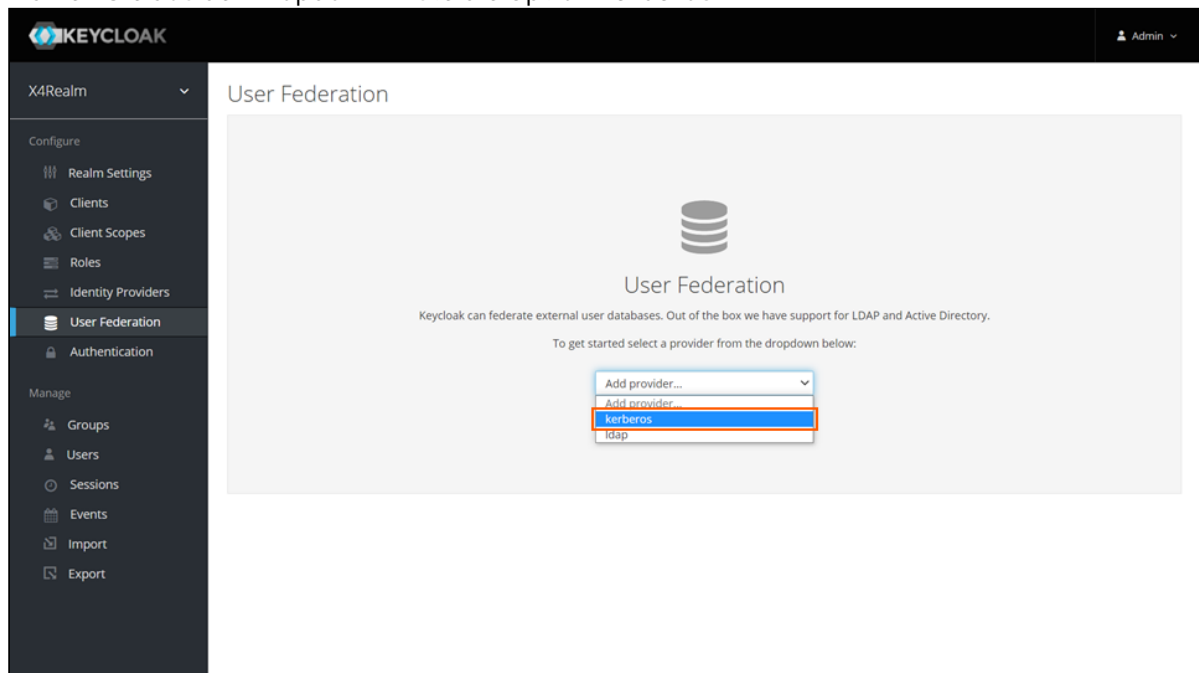 KEYCLOAK
Admin
X4Realm
User Federation
Configure
Realm Settings
Clients
Client Scopes
Roles
Identity Providers
User Federation
Authentication
Manage
Groups
Users
Sessions
Events
Import
Export
User Federation
Keycloak can federate external user databases. Out of the box we have support for LDAP and Active Directory.
To get started select a provider from the dropdown below:
Add provider...
Add provider...
kerberos
ldap